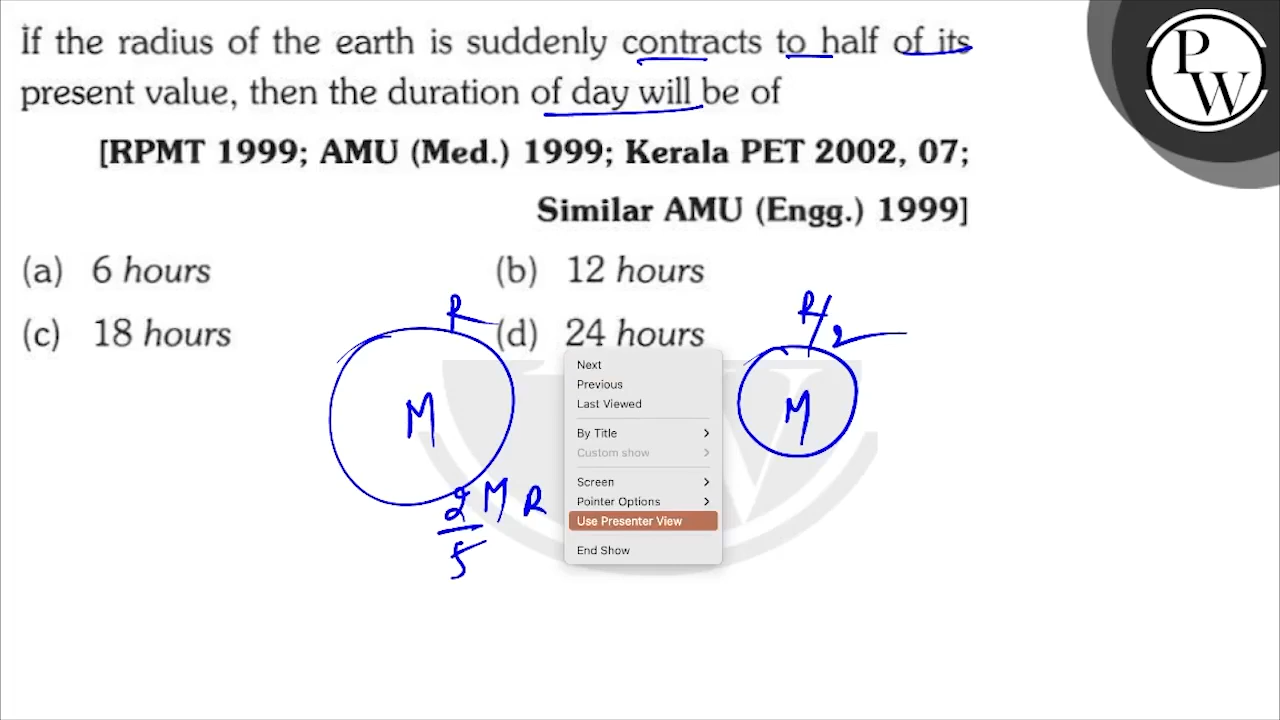 If the radius of the earth is suddenly contracts to half of its
present value, then the duration of day will be of
[RPMT 1999; AMU (Med.) 1999; Kerala PET 2002, 07;
Similar AMU (Engg.) 1999]
(a) 6 hours
(b) 12 hours
(c) 18 hours
(d) 24 hours
R
R/2
M
M
2/5 M R
Next
Previous
Last Viewed
By Title
Custom show
Screen
Pointer Options
Use Presenter View
End Show
P
W